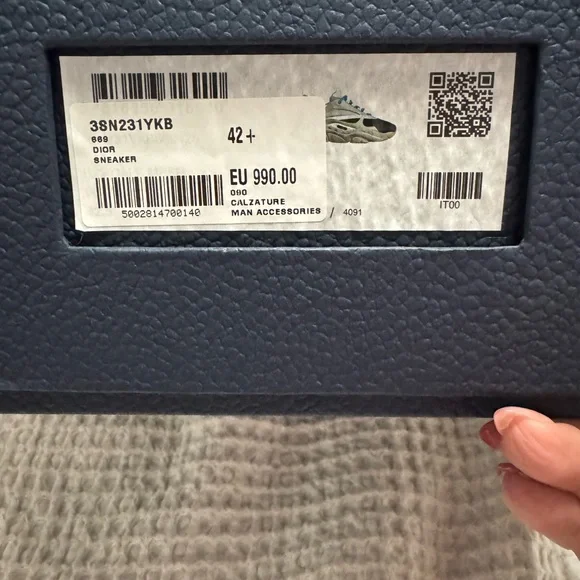 3SN231YKB
42+
669
DIOR
SNEAKER
EU 990.00
090
CALZATURE
MAN ACCESSORIES / 4091
5002814700140
IT00